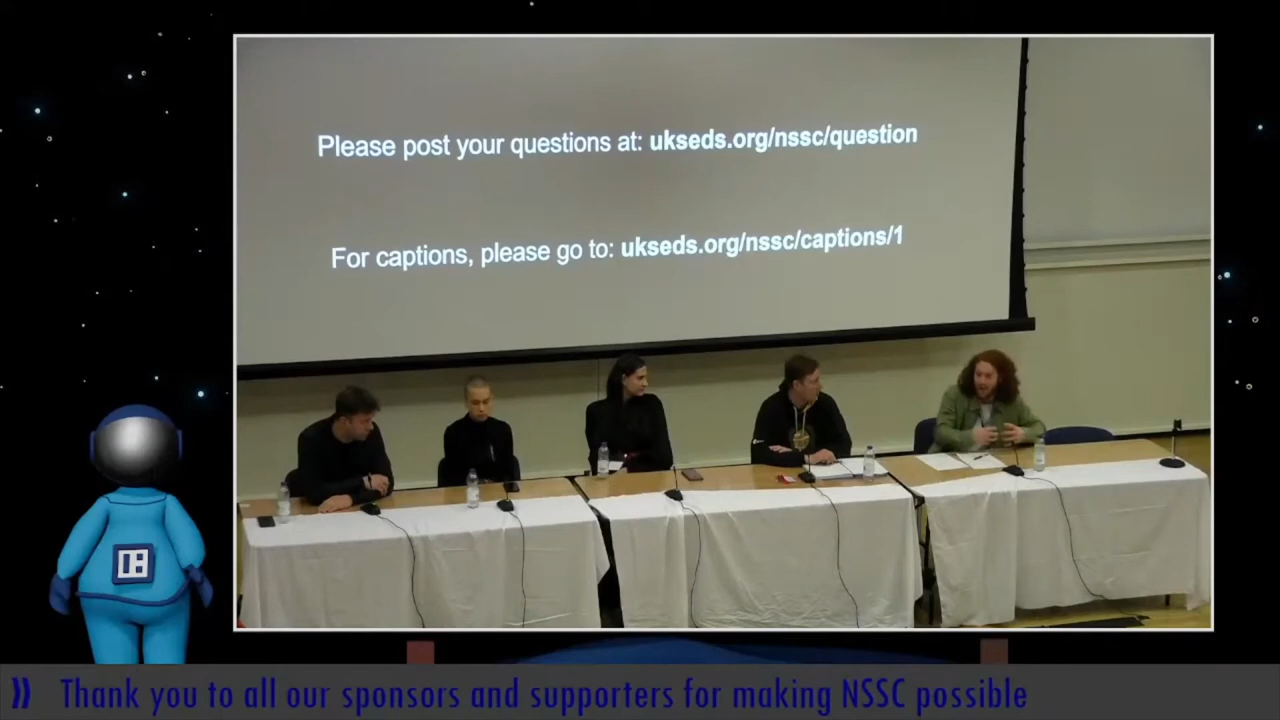 Please post your questions at: ukseds.org/nssc/question
For captions, please go to: ukseds.org/nssc/captions/1
» Thank you to all our sponsors and supporters for making NSSC possible